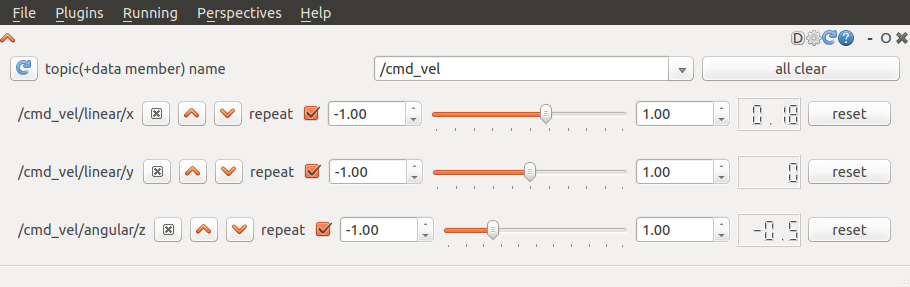 File Plugins Running Perspectives Help
D - O
topic(+data member) name /cmd_vel all clear
/cmd_vel/linear/x repeat -1.00 1.00 0.18 reset
/cmd_vel/linear/y repeat -1.00 1.00 0 reset
/cmd_vel/angular/z repeat -1.00 1.00 -0.5 reset